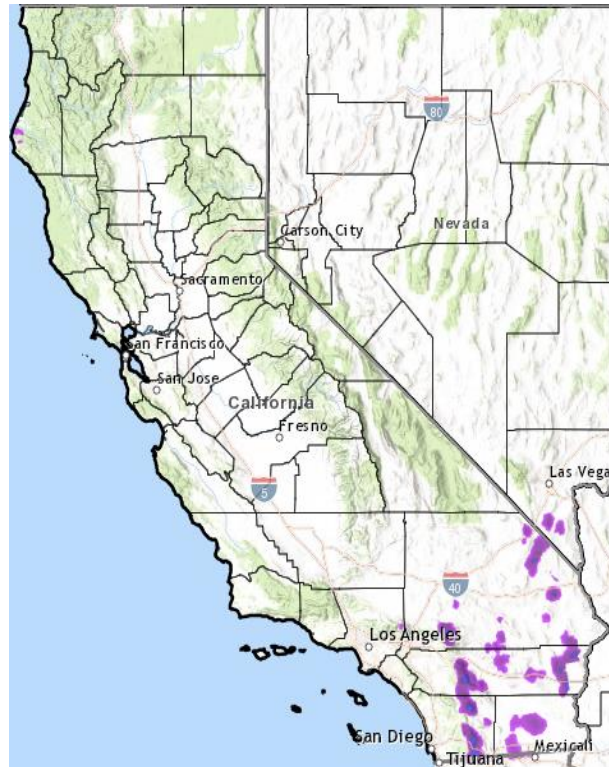 80
Carson City
Nevada
Sacramento
San Francisco
San Jose
California
Fresno
Las Vega
5
40
Los Angeles
San Diego
Mexicali
Tijuana